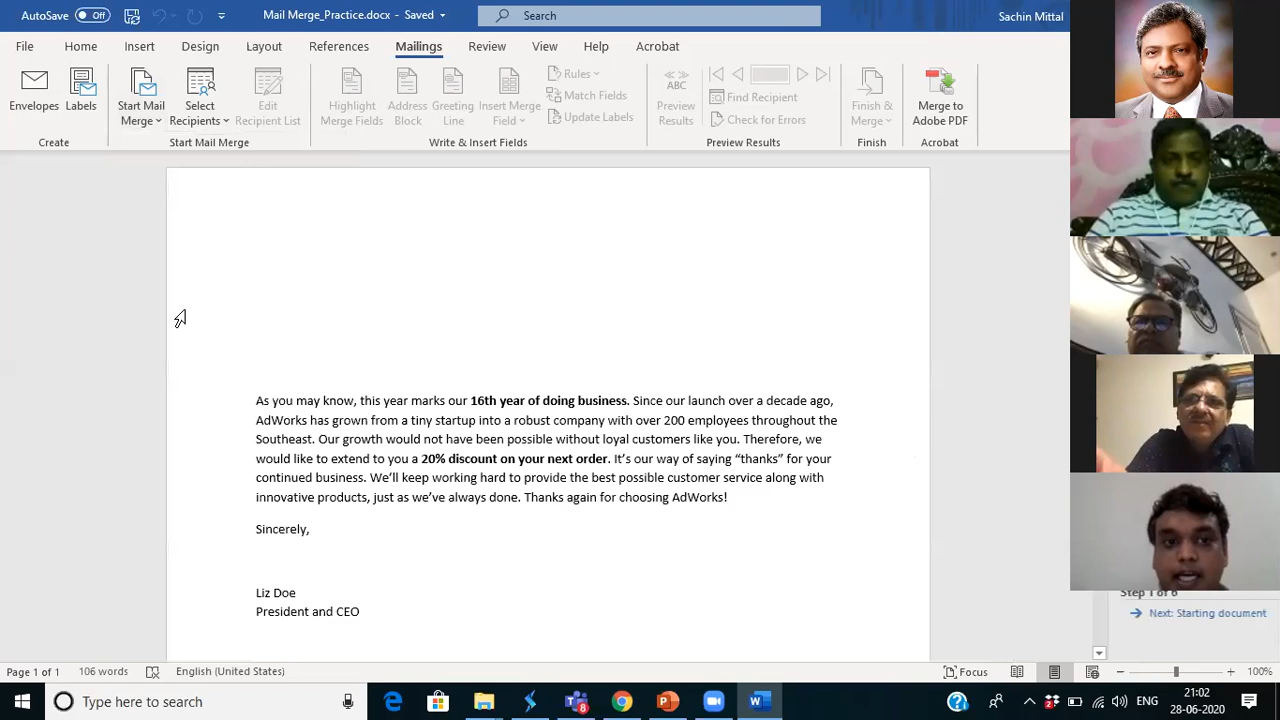 AutoSave Off Mail Merge_Practice.docx - Saved Search Sachin Mittal
File Home Insert Design Layout References Mailings Review View Help Acrobat
Envelopes
Labels
Create
Start Mail
Merge
Select
Recipients
Edit
Recipient List
Start Mail Merge
Highlight
Merge Fields
Address
Block
Greeting
Line
Insert Merge
Field
Rules
Match Fields
Update Labels
Write & Insert Fields
ABC
Preview
Results
Find Recipient
Check for Errors
Preview Results
Finish &
Merge
Finish
Merge to
Adobe PDF
Acrobat
As you may know, this year marks our 16th year of doing business. Since our launch over a decade ago,
AdWorks has grown from a tiny startup into a robust company with over 200 employees throughout the
Southeast. Our growth would not have been possible without loyal customers like you. Therefore, we
would like to extend to you a 20% discount on your next order. It's our way of saying “thanks” for your
continued business. We'll keep working hard to provide the best possible customer service along with
innovative products, just as we've always done. Thanks again for choosing AdWorks!
Sincerely,
Liz Doe
President and CEO
Step 1 of 6
Next: Starting document
Page 1 of 1 106 words English (United States) Focus 100%
Type here to search 8 2 ENG 21:02
28-06-2020